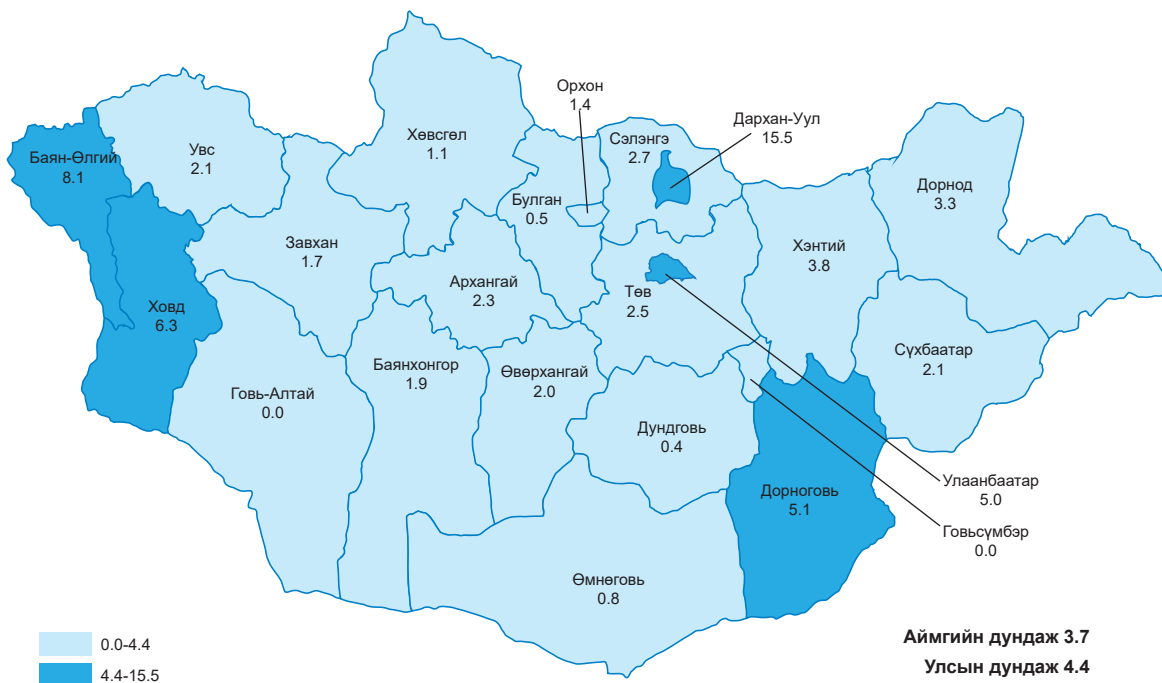 Орхон
1.4
Дархан-Уул
15.5
Хөвсгөл
1.1
Сэлэнгэ
2.7
Увс
2.1
Баян-Өлгий
8.1
Дорнод
3.3
Булган
0.5
Завхан
1.7
Хэнтий
3.8
Архангай
2.3
Төв
2.5
Ховд
6.3
Сүхбаатар
2.1
Баянхонгор
1.9
Өвөрхангай
2.0
Говь-Алтай
0.0
Дундговь
0.4
Улаанбаатар
5.0
Дорноговь
5.1
Говьсүмбэр
0.0
Өмнөговь
0.8
0.0-4.4
4.4-15.5
Аймгийн дундаж 3.7
Улсын дундаж 4.4